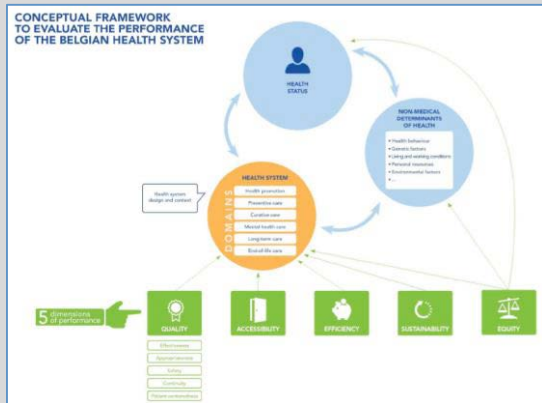 CONCEPTUAL FRAMEWORK
TO EVALUATE THE PERFORMANCE
OF THE BELGIAN HEALTH SYSTEM
HEALTH
STATUS
NON-MEDICAL
DETERMINANTS
OF HEALTH
• Health behaviour
• Genetic factors
• Living and working conditions
• Personal resources
• Environmental factors
• ...
Health system
design and context
HEALTH SYSTEM
DOMAINS
Health promotion
Preventive care
Curative care
Mental health care
Long-term care
End-of-life care
5 dimensions
of performance
QUALITY
ACCESSIBILITY
EFFICIENCY
SUSTAINABILITY
EQUITY
Effectiveness
Appropriateness
Safety
Continuity
Patient centeredness